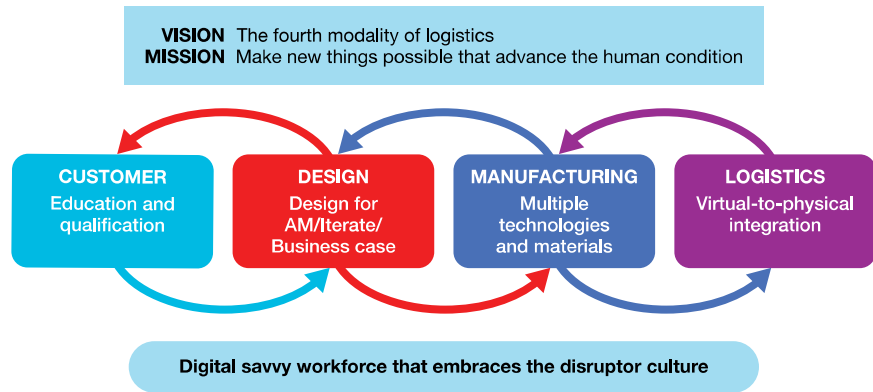 VISION The fourth modality of logistics
MISSION Make new things possible that advance the human condition
CUSTOMER
Education and
qualification
DESIGN
Design for
AM/Iterate/
Business case
MANUFACTURING
Multiple
technologies
and materials
LOGISTICS
Virtual-to-physical
integration
Digital savvy workforce that embraces the disruptor culture